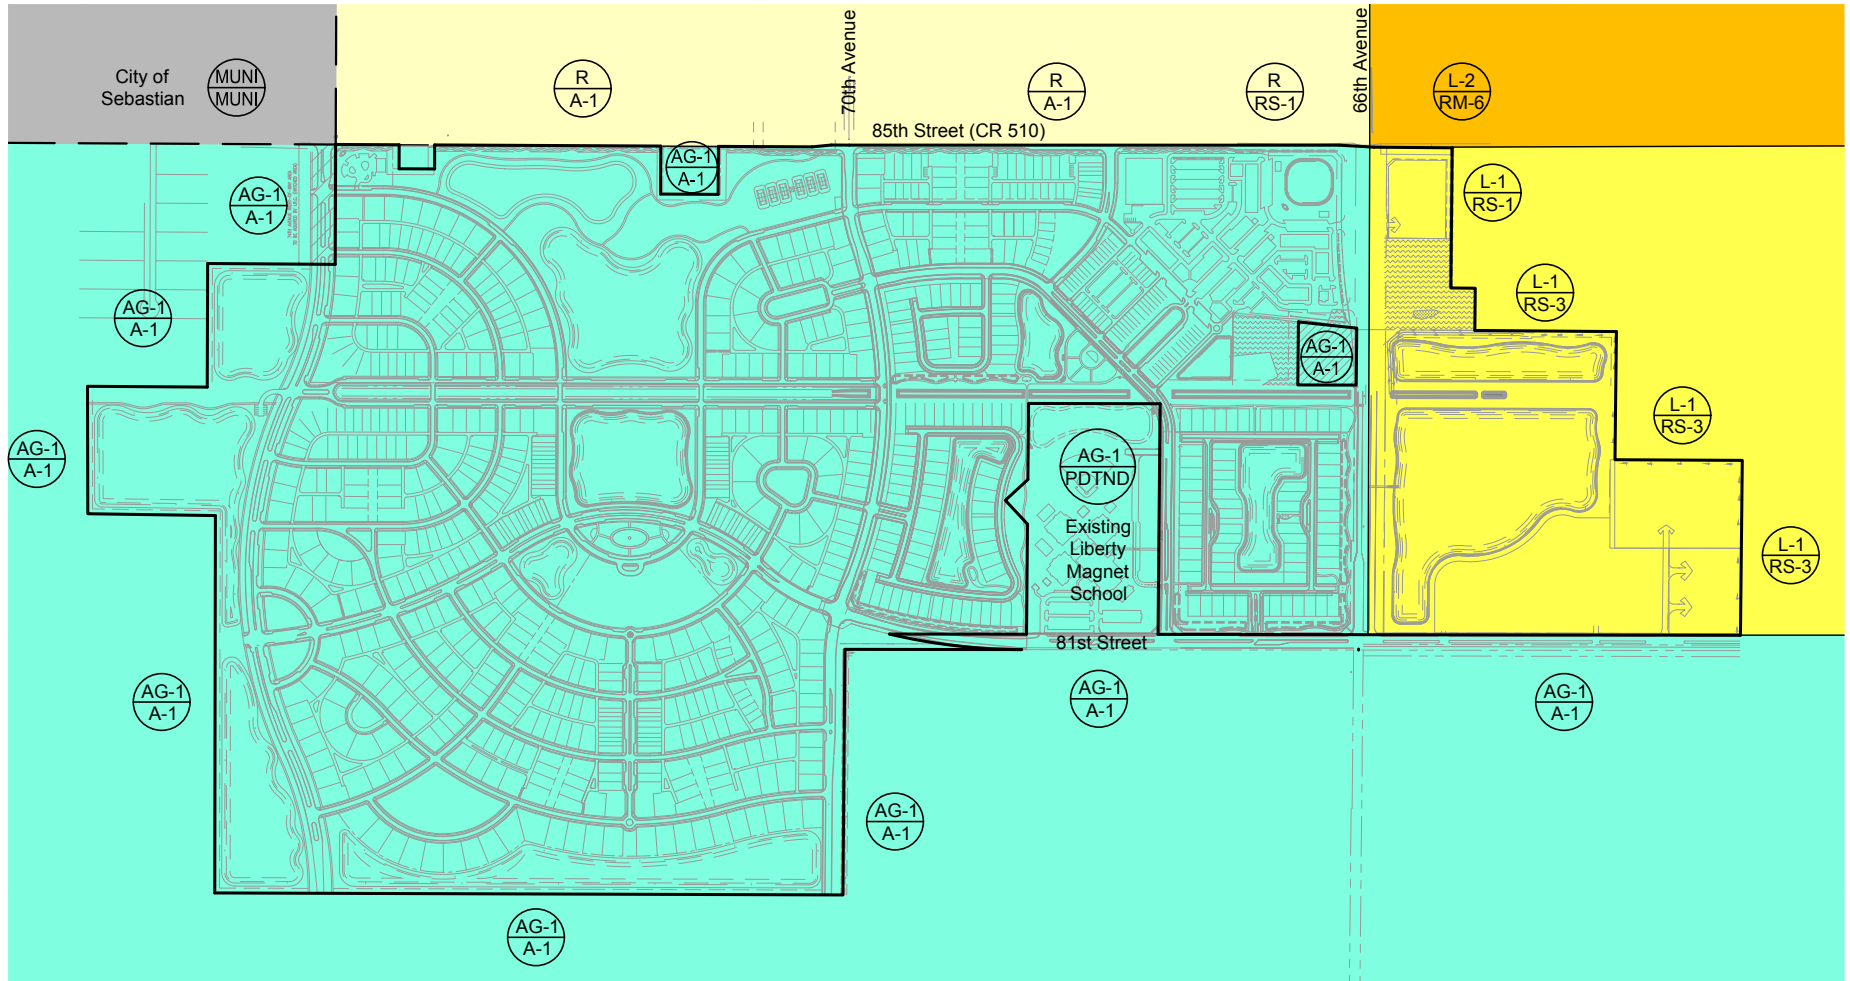 City of
Sebastian
MUNI
MUNI
R
A-1
70th Avenue
R
A-1
R
RS-1
66th Avenue
L-2
RM-6
85th Street (CR 510)
AG-1
A-1
AG-1
A-1
L-1
RS-1
AG-1
A-1
L-1
RS-3
AG-1
A-1
L-1
RS-3
AG-1
A-1
AG-1
PDTND
Existing
Liberty
Magnet
School
L-1
RS-3
81st Street
AG-1
A-1
AG-1
A-1
AG-1
A-1
AG-1
A-1
AG-1
A-1